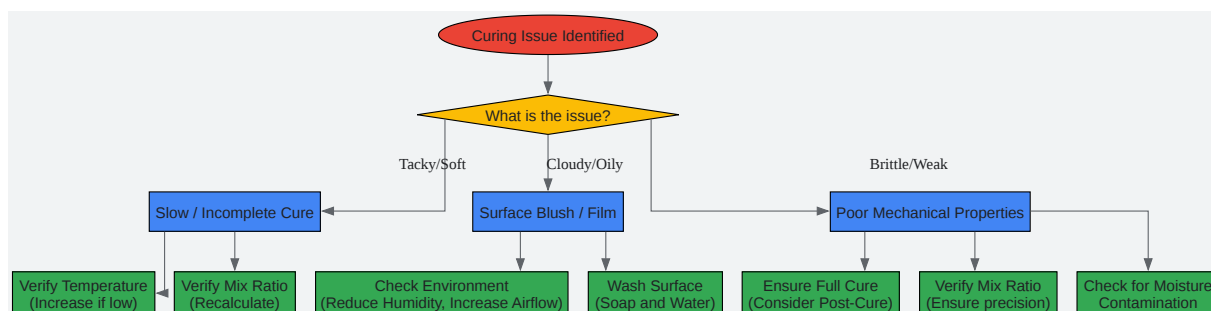 Curing Issue Identified
What is the issue?
Tacky/Soft
Cloudy/Oily
Brittle/Weak
Slow / Incomplete Cure
Surface Blush / Film
Poor Mechanical Properties
Verify Temperature
(Increase if low)
Verify Mix Ratio
(Recalculate)
Check Environment
(Reduce Humidity, Increase Airflow)
Wash Surface
(Soap and Water)
Ensure Full Cure
(Consider Post-Cure)
Verify Mix Ratio
(Ensure precision)
Check for Moisture
Contamination